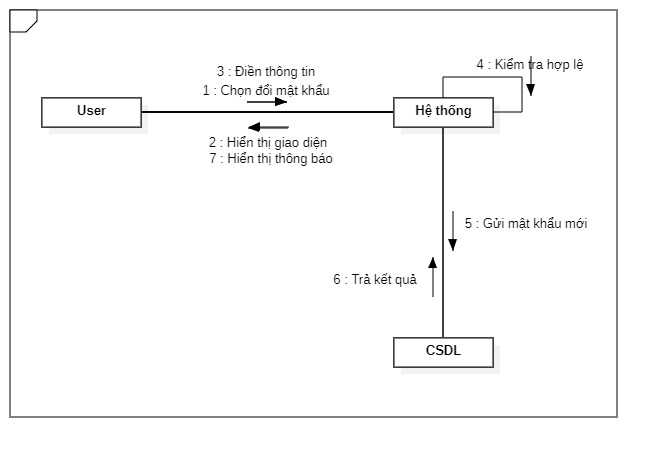 4 : Kiểm tra hợp lệ
3 : Điền thông tin
1 : Chọn đổi mật khẩu
User
Hệ thống
2 : Hiển thị giao diện
7 : Hiển thị thông báo
5 : Gửi mật khẩu mới
6 : Trả kết quả
CSDL